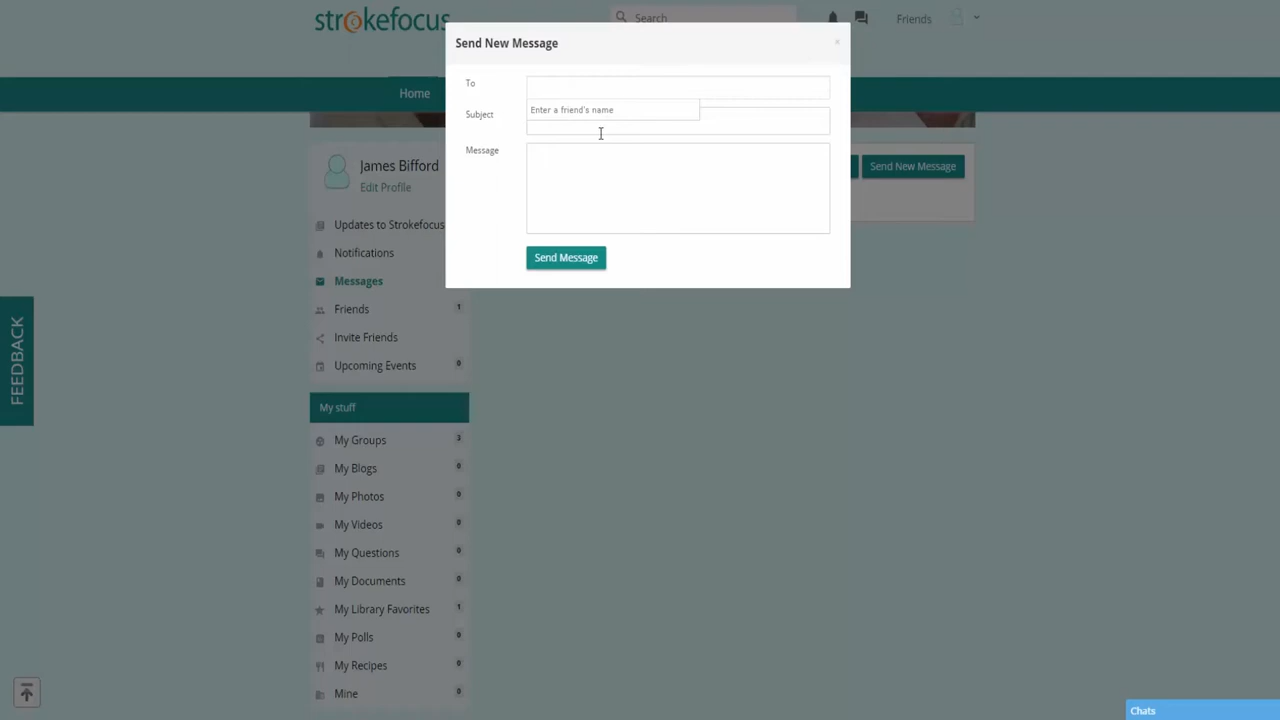 strokefocus
Search
Friends
Send New Message
×
To
Enter a friend's name
Subject
Message
Send Message
Home
Send New Message
James Bifford
Edit Profile
Updates to Strokefocus
Notifications
Messages
Friends 1
Invite Friends
Upcoming Events 0
My stuff
My Groups 3
My Blogs 0
My Photos 0
My Videos 0
My Questions 0
My Documents 0
My Library Favorites 1
My Polls 0
My Recipes 0
Mine 0
FEEDBACK
Chats